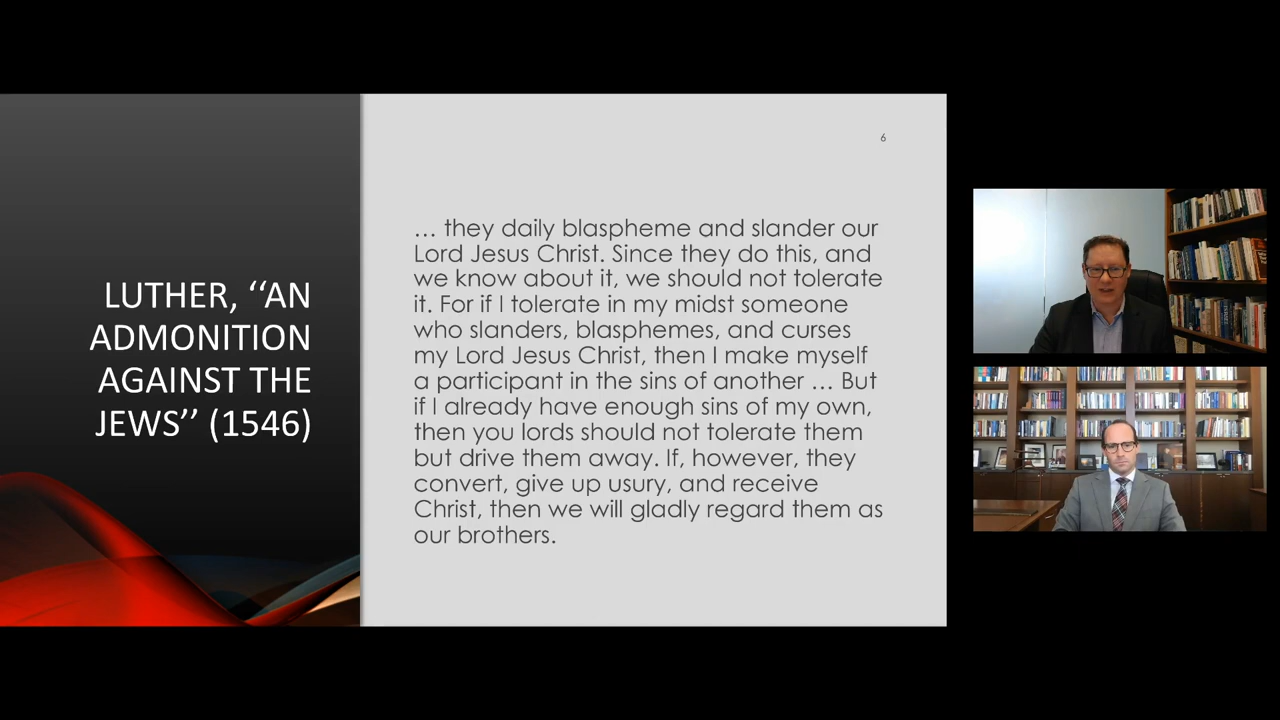 LUTHER, ‘‘AN
ADMONITION
AGAINST THE
JEWS’’ (1546)
6
… they daily blaspheme and slander our
Lord Jesus Christ. Since they do this, and
we know about it, we should not tolerate
it. For if I tolerate in my midst someone
who slanders, blasphemes, and curses
my Lord Jesus Christ, then I make myself
a participant in the sins of another … But
if I already have enough sins of my own,
then you lords should not tolerate them
but drive them away. If, however, they
convert, give up usury, and receive
Christ, then we will gladly regard them as
our brothers.